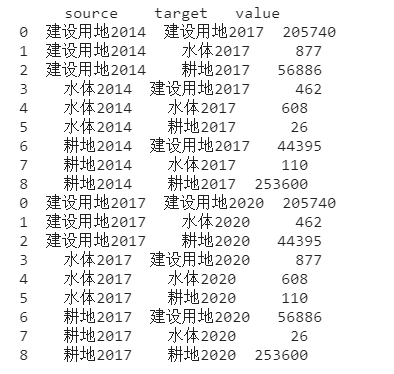 source target value
0 建设用地2014 建设用地2017 205740
1 建设用地2014 水体2017 877
2 建设用地2014 耕地2017 56886
3 水体2014 建设用地2017 462
4 水体2014 水体2017 608
5 水体2014 耕地2017 26
6 耕地2014 建设用地2017 44395
7 耕地2014 水体2017 110
8 耕地2014 耕地2017 253600
0 建设用地2017 建设用地2020 205740
1 建设用地2017 水体2020 462
2 建设用地2017 耕地2020 44395
3 水体2017 建设用地2020 877
4 水体2017 水体2020 608
5 水体2017 耕地2020 110
6 耕地2017 建设用地2020 56886
7 耕地2017 水体2020 26
8 耕地2017 耕地2020 253600